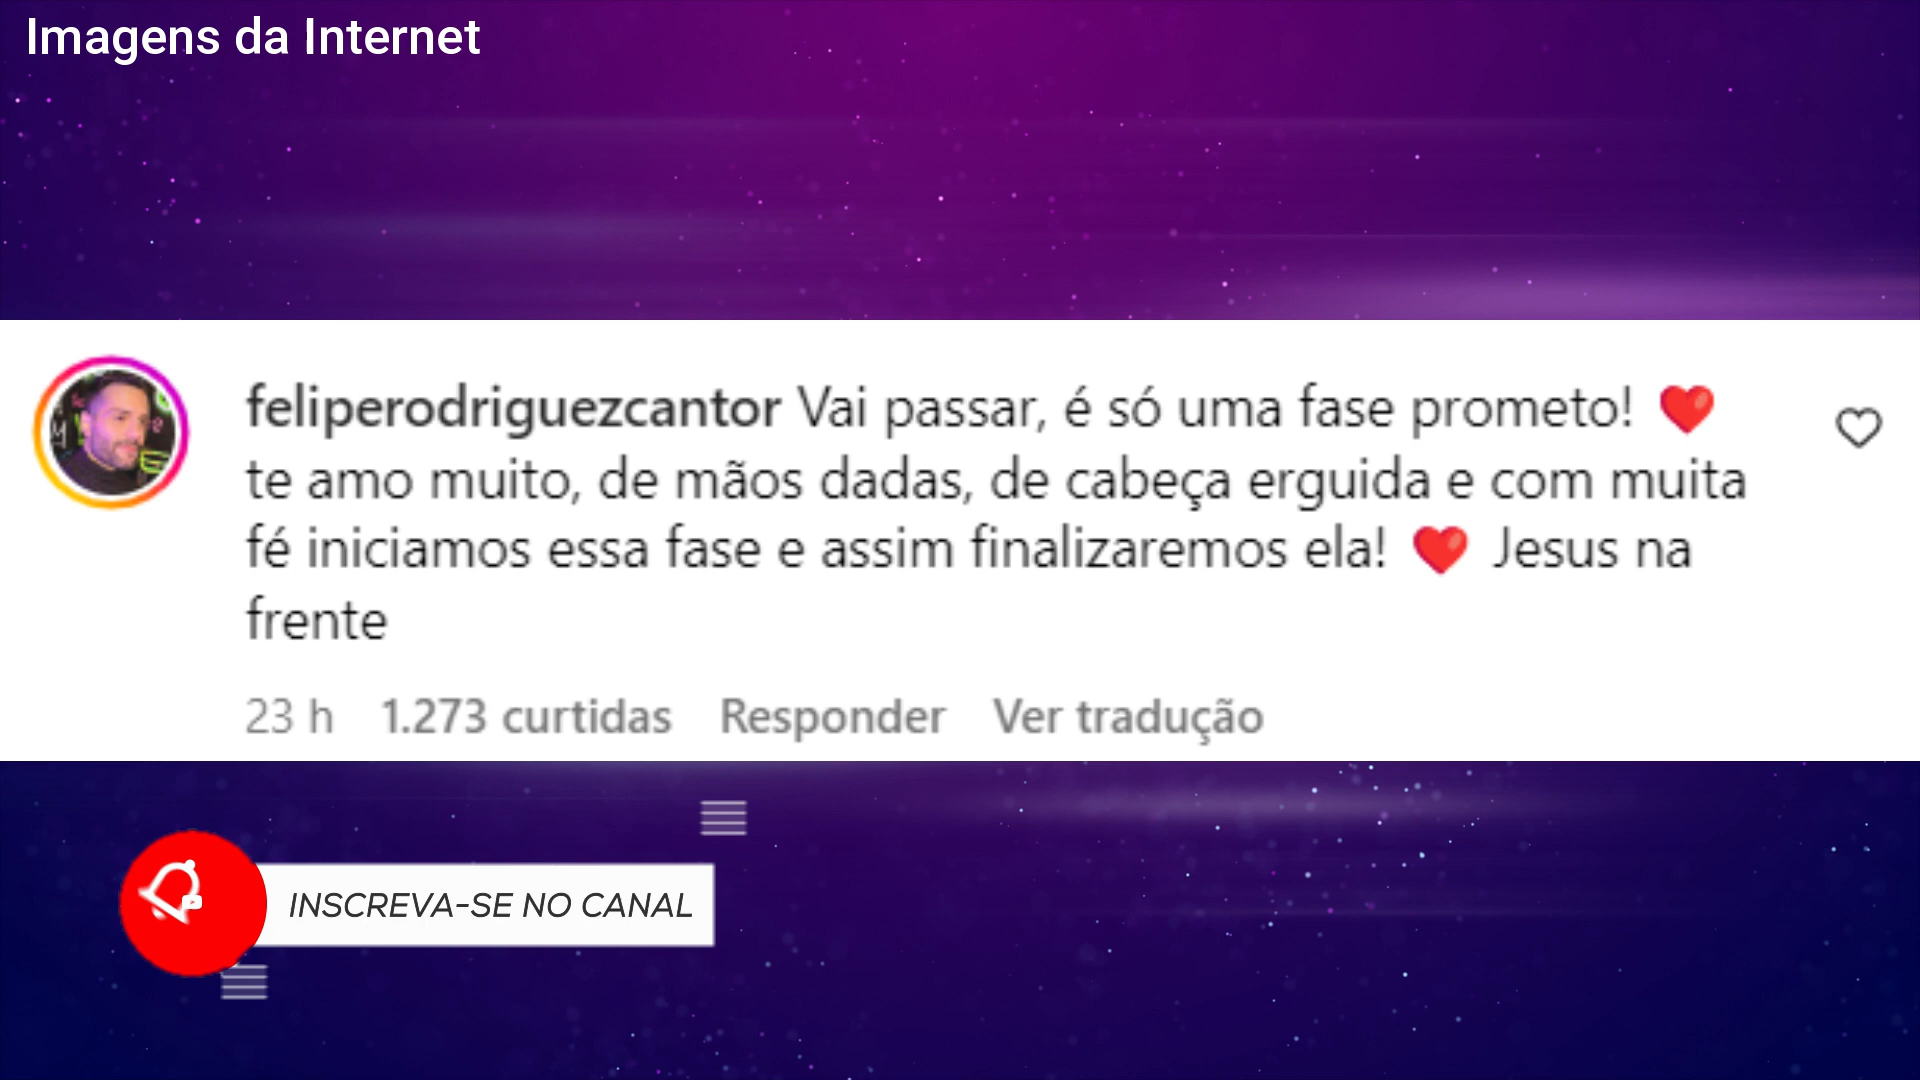 Imagens da Internet
feliperodriguezcantor Vai passar, é só uma fase prometo! ❤️
te amo muito, de mãos dadas, de cabeça erguida e com muita
fé iniciamos essa fase e assim finalizaremos ela! ❤️ Jesus na
frente
23 h 1.273 curtidas Responder Ver tradução
INSCREVA-SE NO CANAL